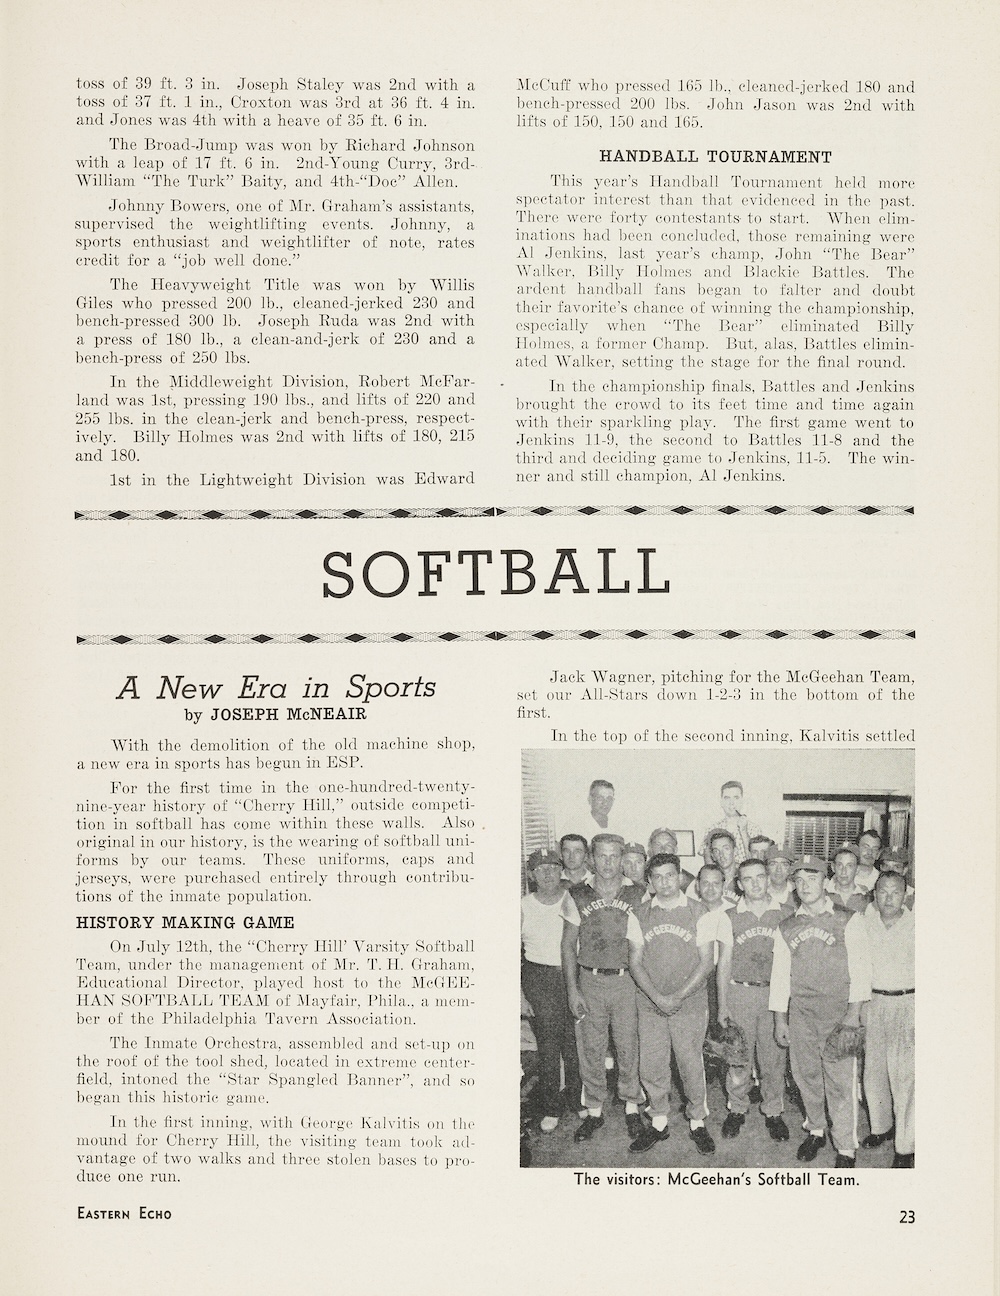 toss of 39 ft. 3 in. Joseph Staley was 2nd with a
toss of 37 ft. 1 in., Croxton was 3rd at 36 ft. 4 in.
and Jones was 4th with a heave of 35 ft. 6 in.
The Broad-Jump was won by Richard Johnson
with a leap of 17 ft. 6 in. 2nd-Young Curry, 3rd-
William “The Turk” Baity, and 4th-“Doc” Allen.
Johnny Bowers, one of Mr. Graham’s assistants,
supervised the weightlifting events. Johnny, a
sports enthusiast and weightlifter of note, rates
credit for a “job well done.”
The Heavyweight Title was won by Willis
Giles who pressed 200 lb., cleaned-jerked 230 and
bench-pressed 300 lb. Joseph Ruda was 2nd with
a press of 180 lb., a clean-and-jerk of 230 and a
bench-press of 250 lbs.
In the Middleweight Division, Robert McFar-
land was 1st, pressing 190 lbs., and lifts of 220 and
255 lbs. in the clean-jerk and bench-press, respect-
ively. Billy Holmes was 2nd with lifts of 180, 215
and 180.
1st in the Lightweight Division was Edward
McCuff who pressed 165 lb., cleaned-jerked 180 and
bench-pressed 200 lbs. John Jason was 2nd with
lifts of 150, 150 and 165.
HANDBALL TOURNAMENT
This year’s Handball Tournament held more
spectator interest than that evidenced in the past.
There were forty contestants to start. When elim-
inations had been concluded, those remaining were
Al Jenkins, last year’s champ, John “The Bear”
Walker, Billy Holmes and Blackie Battles. The
ardent handball fans began to falter and doubt
their favorite’s chance of winning the championship,
especially when “The Bear” eliminated Billy
Holmes, a former Champ. But, alas, Battles elimin-
ated Walker, setting the stage for the final round.
In the championship finals, Battles and Jenkins
brought the crowd to its feet time and time again
with their sparkling play. The first game went to
Jenkins 11-9, the second to Battles 11-8 and the
third and deciding game to Jenkins, 11-5. The win-
ner and still champion, Al Jenkins.
SOFTBALL
A New Era in Sports
by JOSEPH McNEAIR
With the demolition of the old machine shop,
a new era in sports has begun in ESP.
For the first time in the one-hundred-twenty-
nine-year history of “Cherry Hill,” outside competi-
tion in softball has come within these walls. Also
original in our history, is the wearing of softball uni-
forms by our teams. These uniforms, caps and
jerseys, were purchased entirely through contribu-
tions of the inmate population.
HISTORY MAKING GAME
On July 12th, the “Cherry Hill’ Varsity Softball
Team, under the management of Mr. T. H. Graham,
Educational Director, played host to the McGEE-
HAN SOFTBALL TEAM of Mayfair, Phila., a mem-
ber of the Philadelphia Tavern Association.
The Inmate Orchestra, assembled and set-up on
the roof of the tool shed, located in extreme center-
field, intoned the “Star Spangled Banner”, and so
began this historic game.
In the first inning, with George Kalvitis on the
mound for Cherry Hill, the visiting team took ad-
vantage of two walks and three stolen bases to pro-
duce one run.
Jack Wagner, pitching for the McGeehan Team,
set our All-Stars down 1-2-3 in the bottom of the
first.
In the top of the second inning, Kalvitis settled
McGEEHAN'S
McGEEHAN'S
McGEEHAN
McGEEHAN'S
The visitors: McGeehan’s Softball Team.
EASTERN ECHO
23